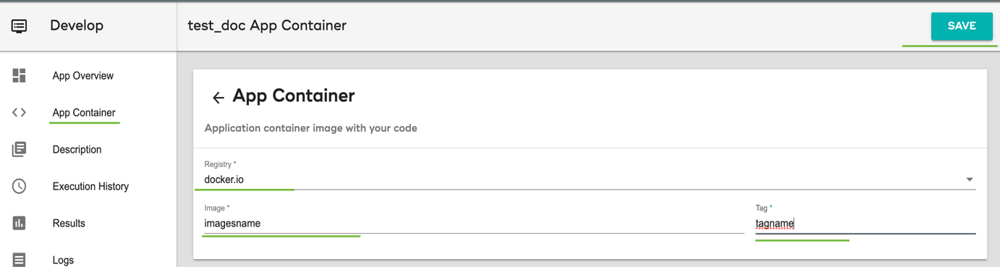 Develop
test_doc App Container
SAVE
App Overview
App Container
Description
Execution History
Results
Logs
App Container
Application container image with your code
Registry *
docker.io
Image *
imagesname
Tag *
tagname